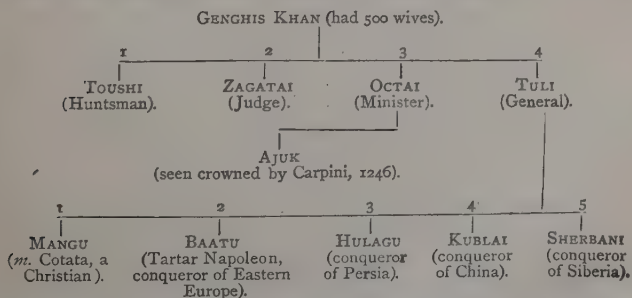 GENGHIS KHAN (had 500 wives).
1 2 3 4
TOUSHI ZAGATAI OCTAI TULI
(Huntsman). (Judge). (Minister). (General).
AJUK
(seen crowned by Carpini, 1246).
1 2 3 4 5
MANGU BAATU HULAGU KUBLAI SHERBANI
(m. Cotata, a (Tartar Napoleon, (conqueror (conqueror (conqueror
Christian). conqueror of Eastern of Persia). of China). of Siberia).
Europe).